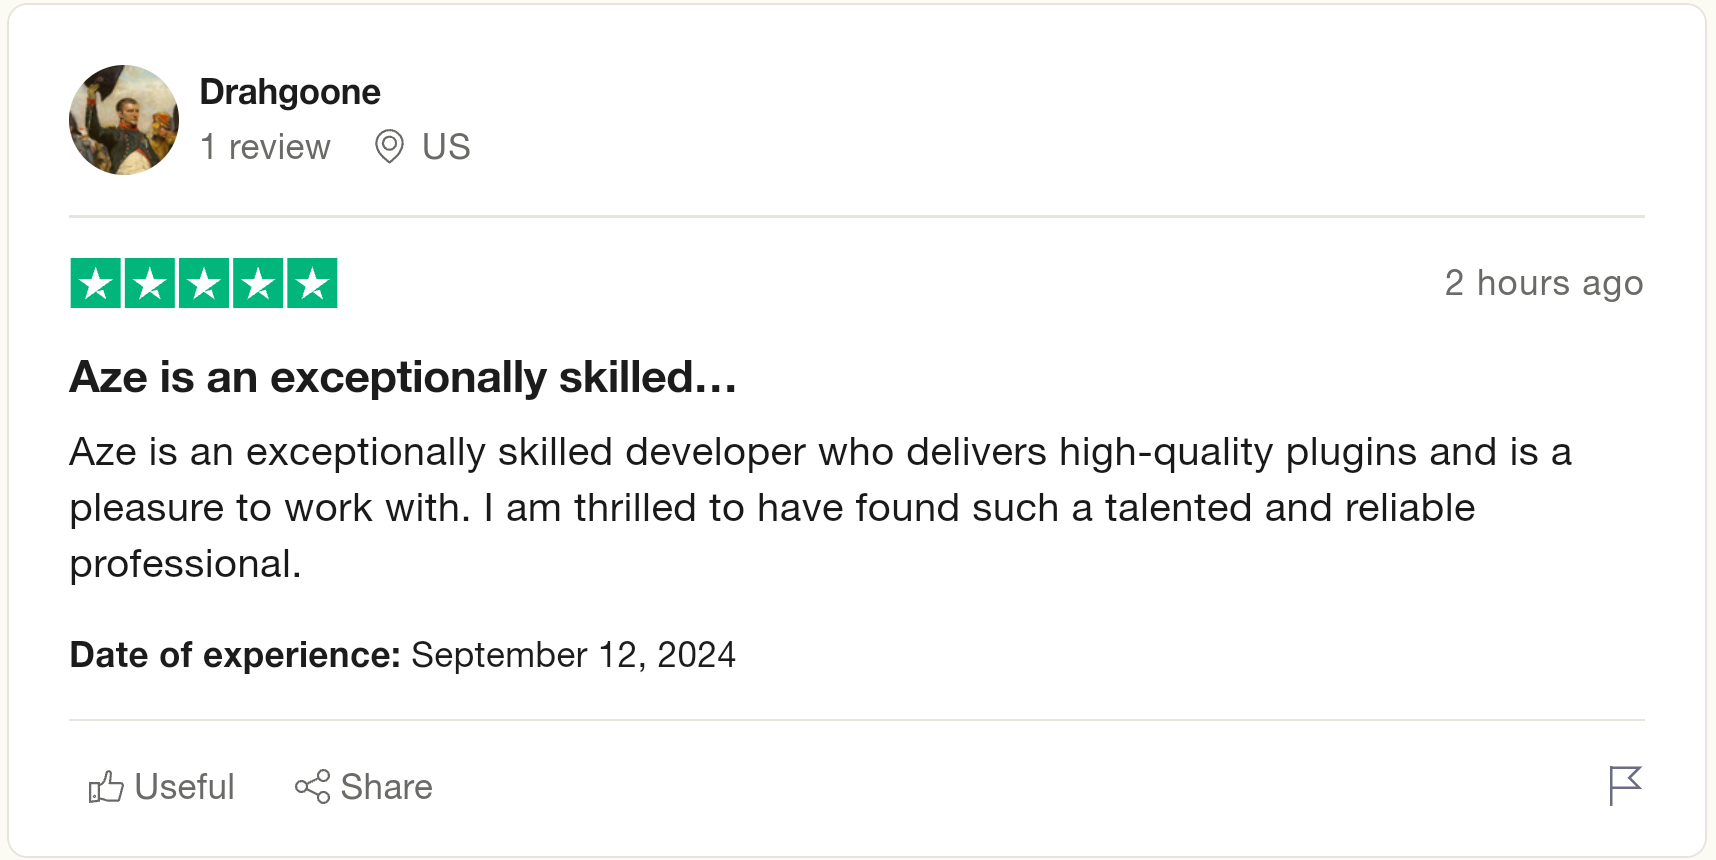 Drahgoone
1 review US
2 hours ago
Aze is an exceptionally skilled…
Aze is an exceptionally skilled developer who delivers high-quality plugins and is a
pleasure to work with. I am thrilled to have found such a talented and reliable
professional.
Date of experience: September 12, 2024
Useful Share